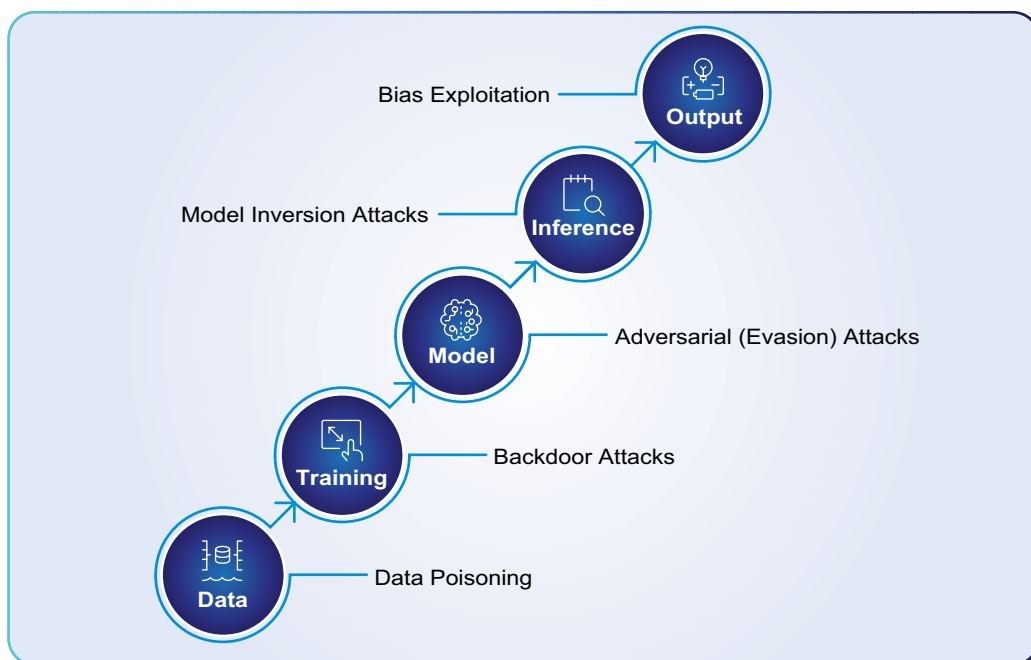 Bias Exploitation
Output
Model Inversion Attacks
Inference
Model
Adversarial (Evasion) Attacks
Training
Backdoor Attacks
Data
Data Poisoning